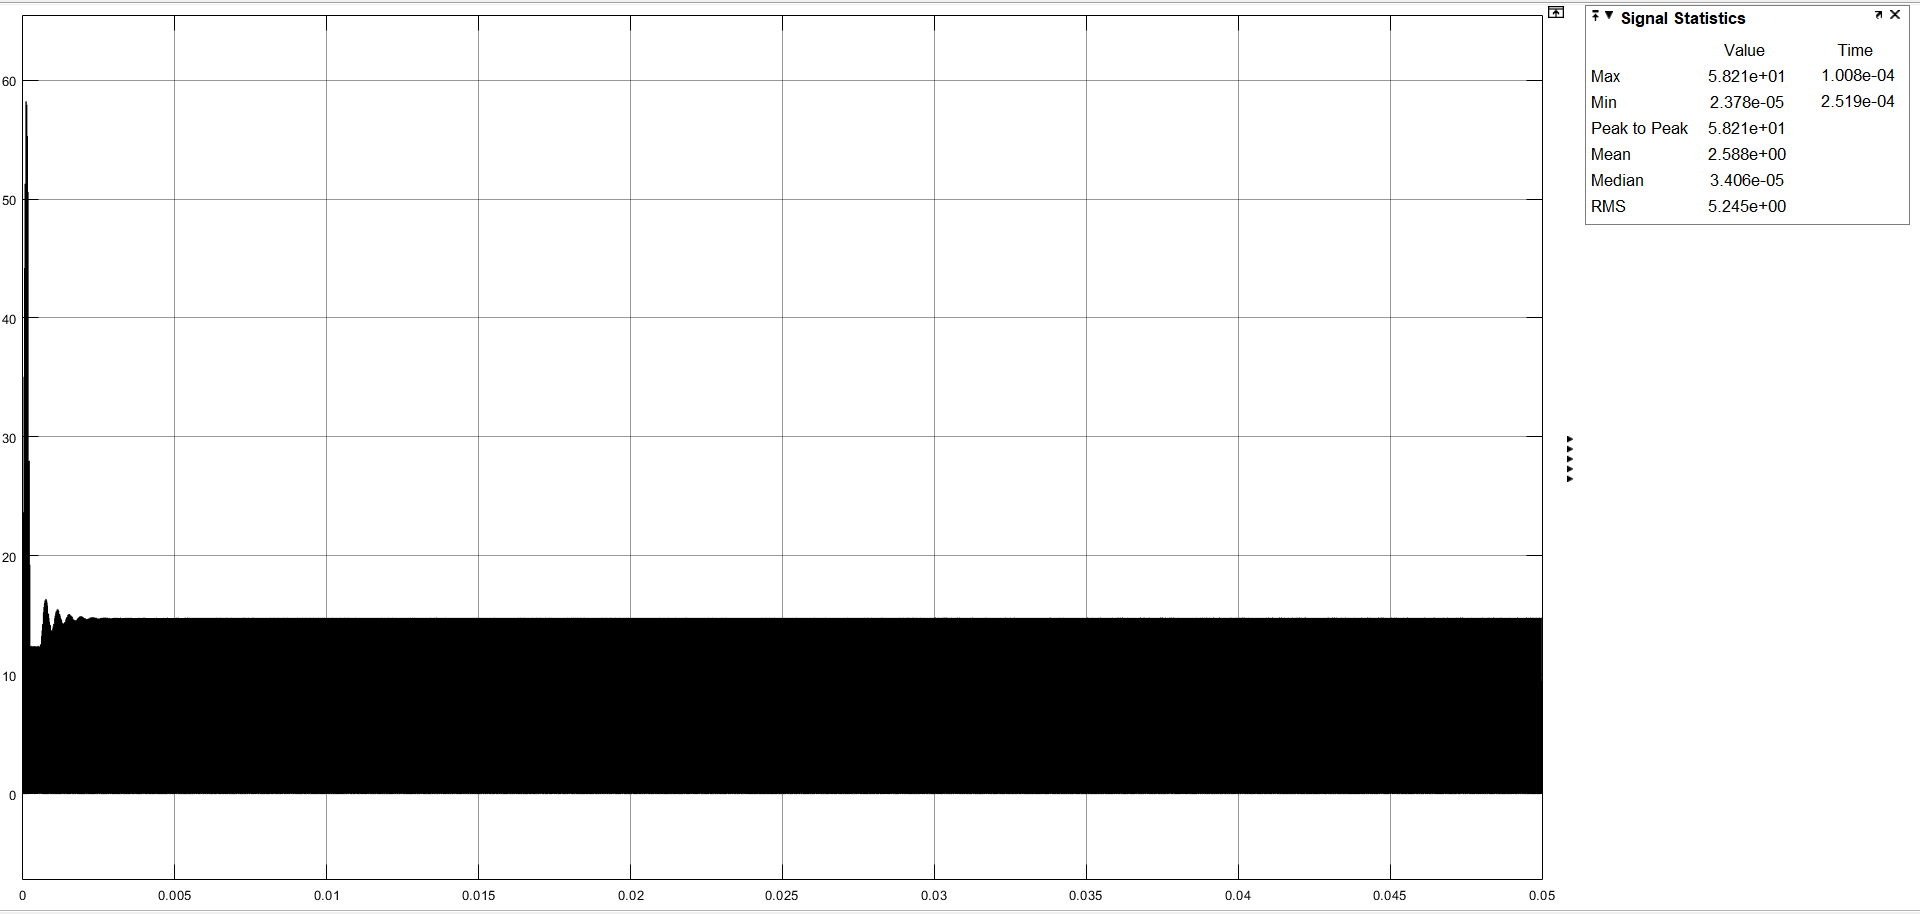 60
50
40
30
20
10
0
0 0.005 0.01 0.015 0.02 0.025 0.03 0.035 0.04 0.045 0.05
Signal Statistics
Value Time
Max 5.821e+01 1.008e-04
Min 2.378e-05 2.519e-04
Peak to Peak 5.821e+01
Mean 2.588e+00
Median 3.406e-05
RMS 5.245e+00